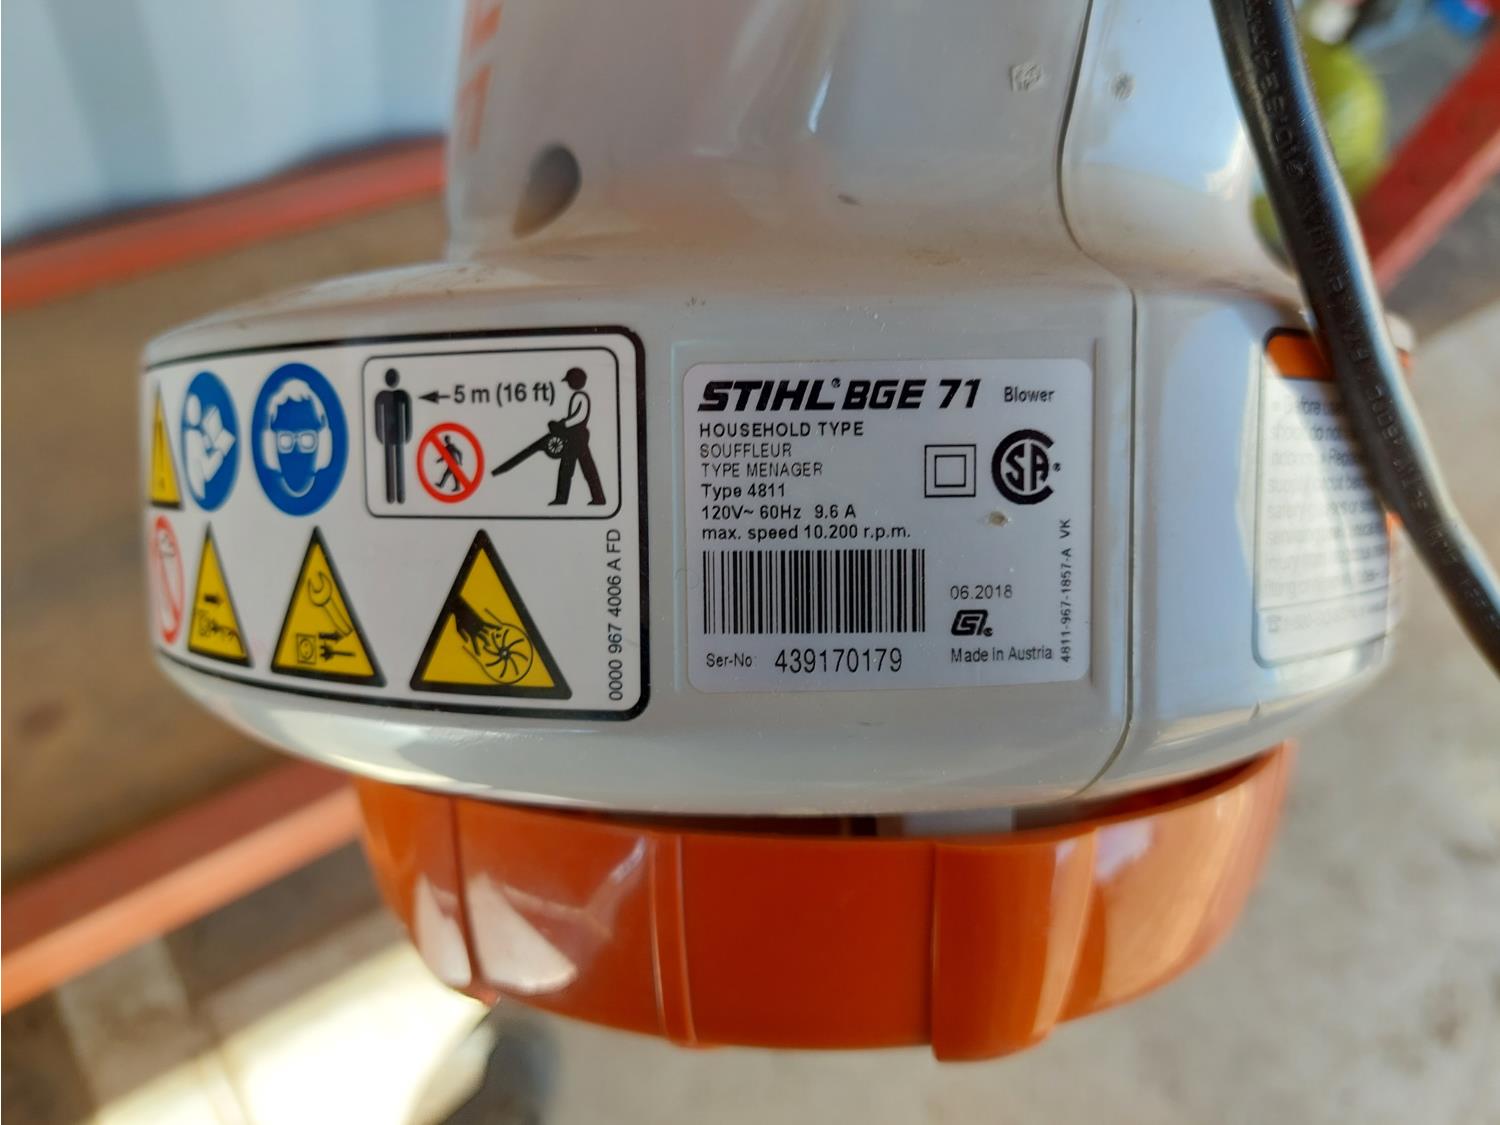 5 m (16 ft)
0000 967 4006 A FD
STIHL® BGE 71 Blower
HOUSEHOLD TYPE
SOUFFLEUR
TYPE MENAGER
Type 4811
120V~ 60Hz 9.6 A
max. speed 10.200 r.p.m.
SA®
06.2018
Ser-No: 439170179
Made in Austria
4811-967-1857-A VK